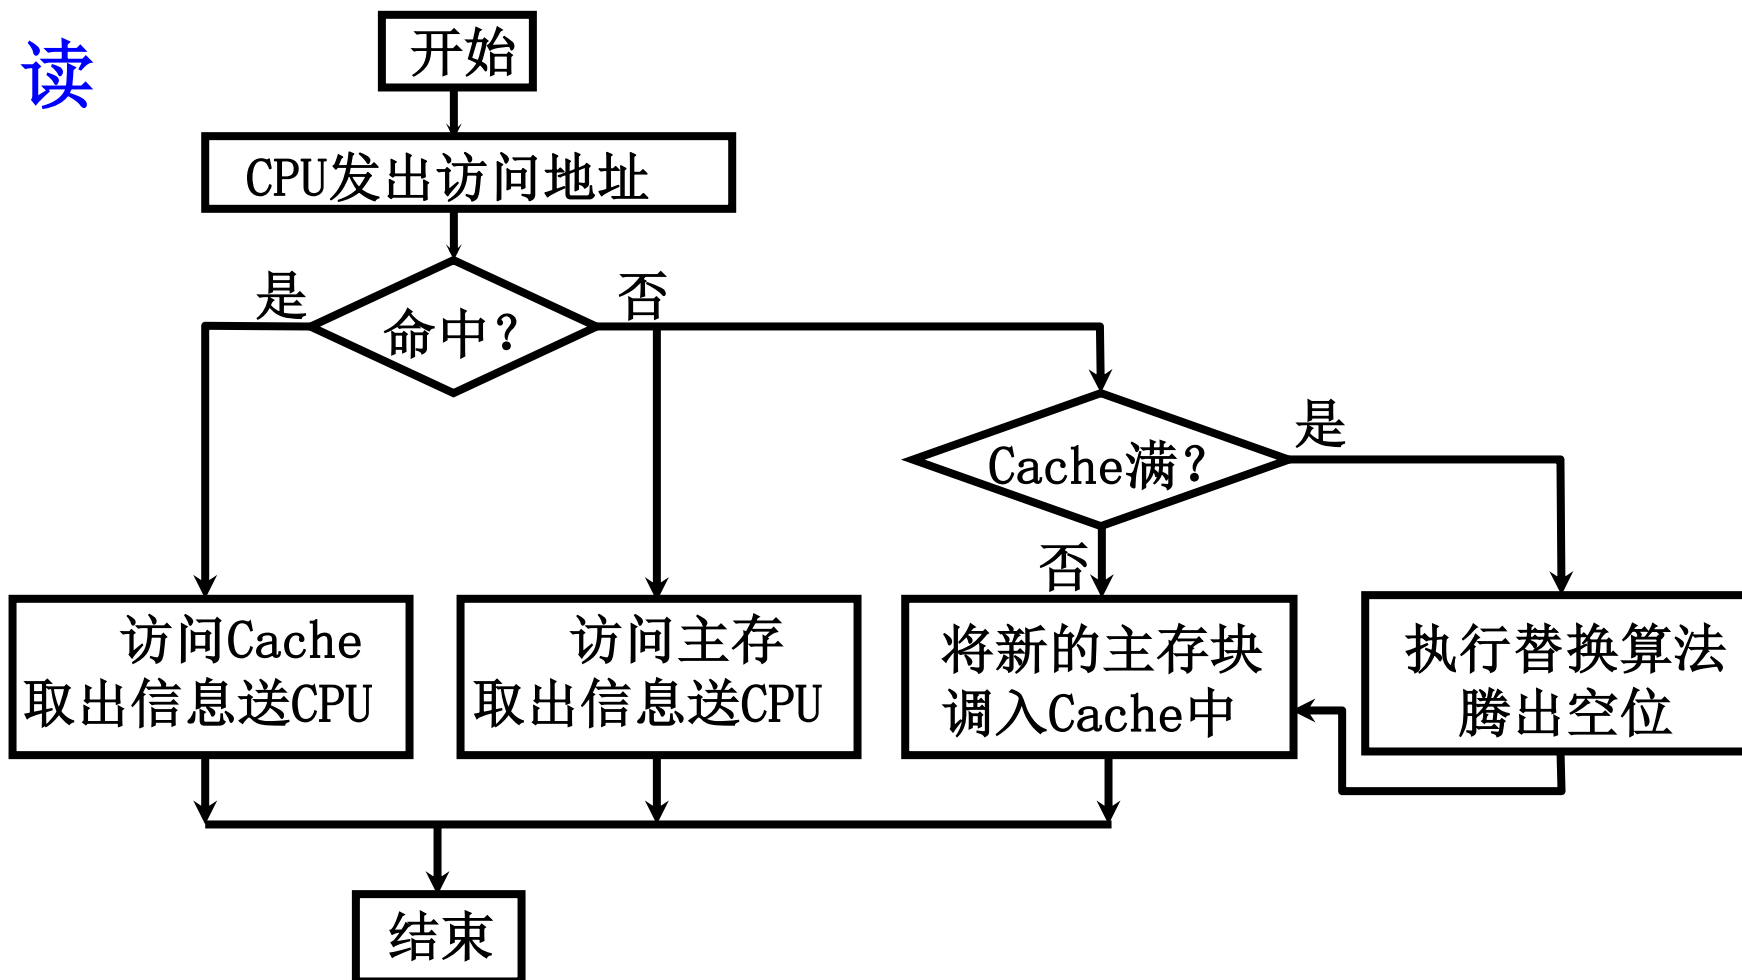 读
开始
CPU发出访问地址
是
否
命中？
是
Cache满？
否
访问Cache
取出信息送CPU
访问主存
取出信息送CPU
将新的主存块
调入Cache中
执行替换算法
腾出空位
结束